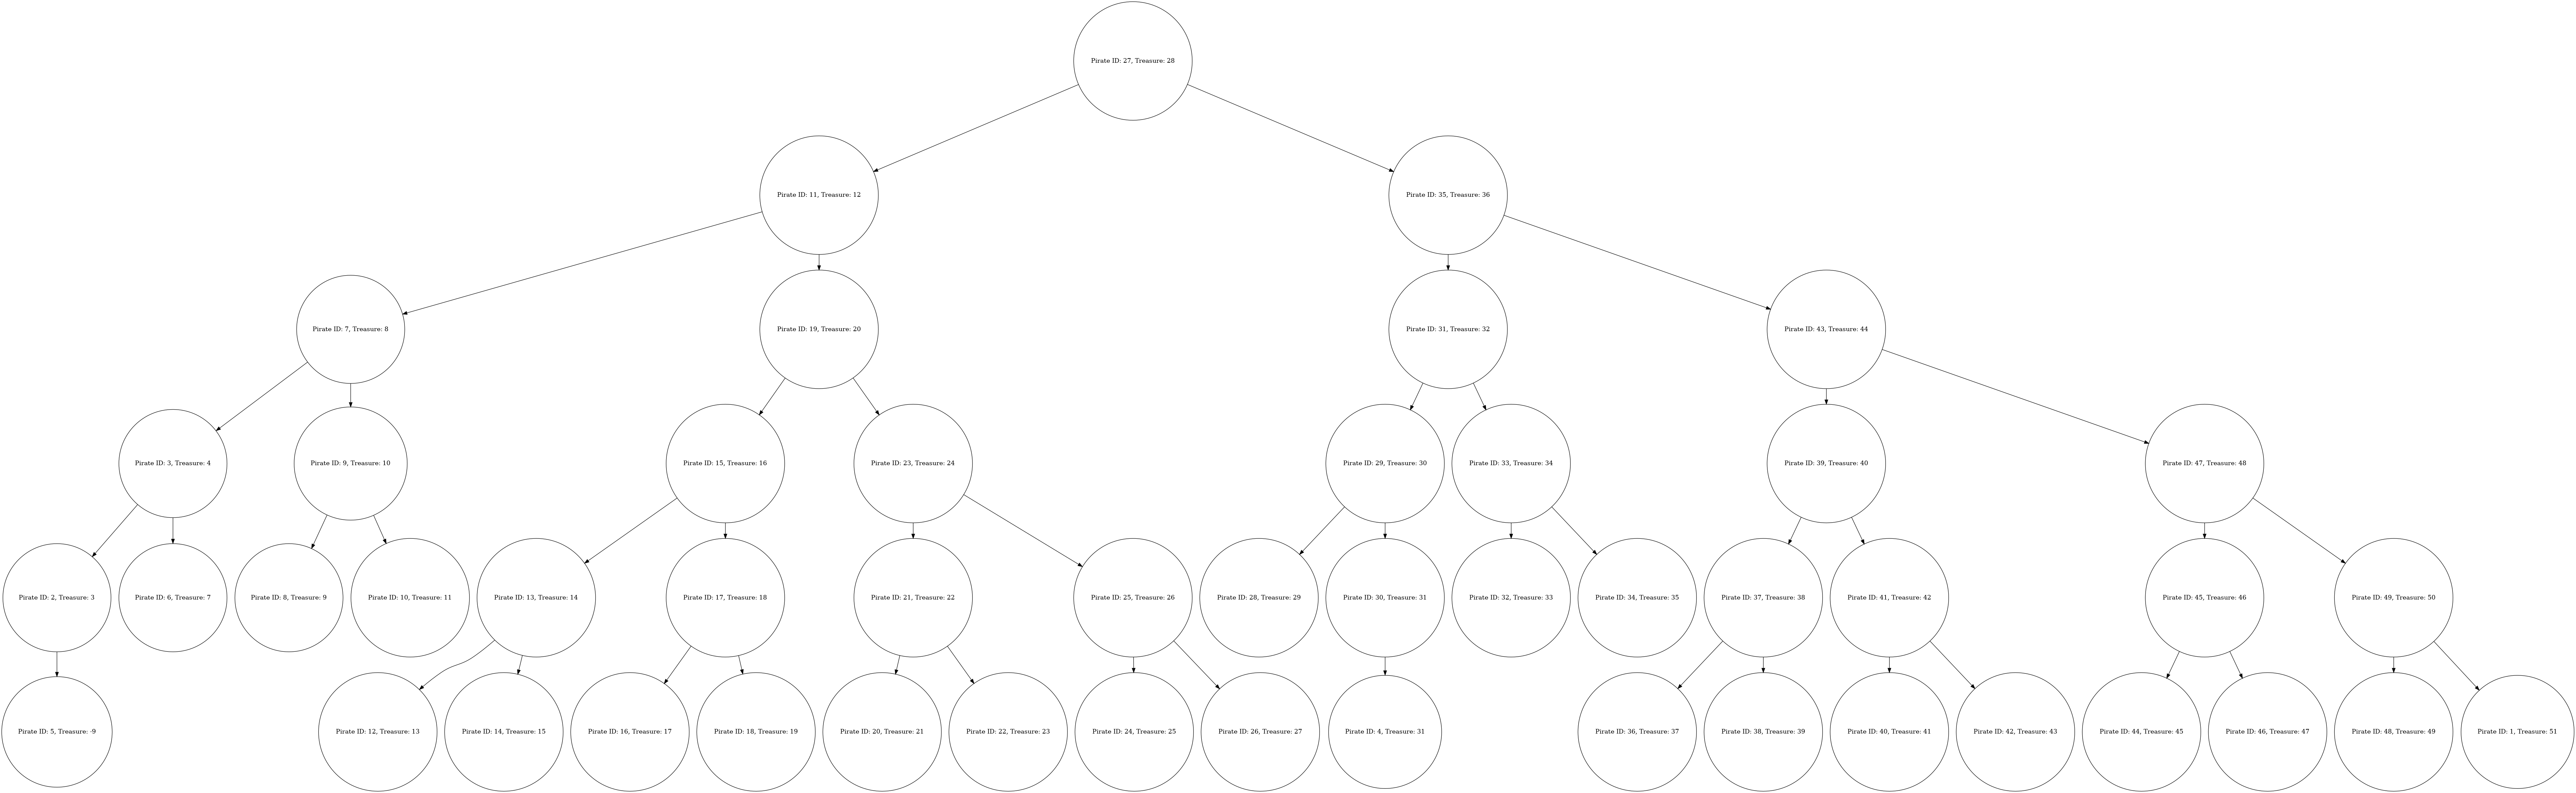 Pirate ID: 27, Treasure: 28
Pirate ID: 11, Treasure: 12
Pirate ID: 35, Treasure: 36
Pirate ID: 7, Treasure: 8
Pirate ID: 19, Treasure: 20
Pirate ID: 31, Treasure: 32
Pirate ID: 43, Treasure: 44
Pirate ID: 3, Treasure: 4
Pirate ID: 9, Treasure: 10
Pirate ID: 15, Treasure: 16
Pirate ID: 23, Treasure: 24
Pirate ID: 29, Treasure: 30
Pirate ID: 33, Treasure: 34
Pirate ID: 39, Treasure: 40
Pirate ID: 47, Treasure: 48
Pirate ID: 2, Treasure: 3
Pirate ID: 6, Treasure: 7
Pirate ID: 8, Treasure: 9
Pirate ID: 10, Treasure: 11
Pirate ID: 13, Treasure: 14
Pirate ID: 17, Treasure: 18
Pirate ID: 21, Treasure: 22
Pirate ID: 25, Treasure: 26
Pirate ID: 28, Treasure: 29
Pirate ID: 30, Treasure: 31
Pirate ID: 32, Treasure: 33
Pirate ID: 34, Treasure: 35
Pirate ID: 37, Treasure: 38
Pirate ID: 41, Treasure: 42
Pirate ID: 45, Treasure: 46
Pirate ID: 49, Treasure: 50
Pirate ID: 5, Treasure: -9
Pirate ID: 12, Treasure: 13
Pirate ID: 14, Treasure: 15
Pirate ID: 16, Treasure: 17
Pirate ID: 18, Treasure: 19
Pirate ID: 20, Treasure: 21
Pirate ID: 22, Treasure: 23
Pirate ID: 24, Treasure: 25
Pirate ID: 26, Treasure: 27
Pirate ID: 4, Treasure: 31
Pirate ID: 36, Treasure: 37
Pirate ID: 38, Treasure: 39
Pirate ID: 40, Treasure: 41
Pirate ID: 42, Treasure: 43
Pirate ID: 44, Treasure: 45
Pirate ID: 46, Treasure: 47
Pirate ID: 48, Treasure: 49
Pirate ID: 1, Treasure: 51